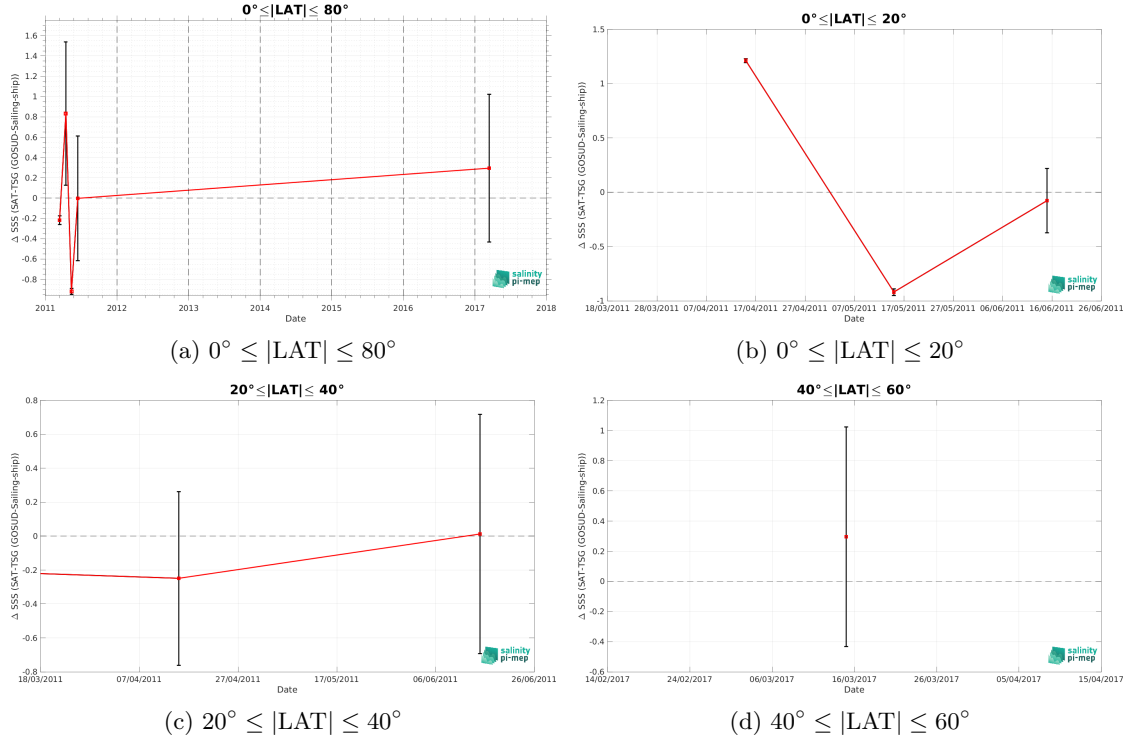 0°≤|LAT|≤ 80°
1.6
1.4
1.2
1
0.8
0.6
0.4
0.2
0
-0.2
-0.4
-0.6
-0.8
Δ SSS (SAT-TSG (GOSUD-Sailing-ship))
2011 2012 2013 2014 2015 2016 2017 2018
Date
salinity
pi-mep
(a) 0° ≤ |LAT| ≤ 80°
0°≤|LAT|≤ 20°
1.5
1
0.5
0
-0.5
-1
Δ SSS (SAT-TSG (GOSUD-Sailing-ship))
18/03/2011 28/03/2011 07/04/2011 17/04/2011 27/04/2011 07/05/2011 17/05/2011 27/05/2011 06/06/2011 16/06/2011 26/06/2011
Date
salinity
pi-mep
(b) 0° ≤ |LAT| ≤ 20°
20°≤|LAT|≤ 40°
0.8
0.6
0.4
0.2
0
-0.2
-0.4
-0.6
-0.8
Δ SSS (SAT-TSG (GOSUD-Sailing-ship))
18/03/2011 07/04/2011 27/04/2011 17/05/2011 06/06/2011 26/06/2011
Date
salinity
pi-mep
(c) 20° ≤ |LAT| ≤ 40°
40°≤|LAT|≤ 60°
1.2
1
0.8
0.6
0.4
0.2
0
-0.2
-0.4
-0.6
Δ SSS (SAT-TSG (GOSUD-Sailing-ship))
14/02/2017 24/02/2017 06/03/2017 16/03/2017 26/03/2017 05/04/2017 15/04/2017
Date
salinity
pi-mep
(d) 40° ≤ |LAT| ≤ 60°